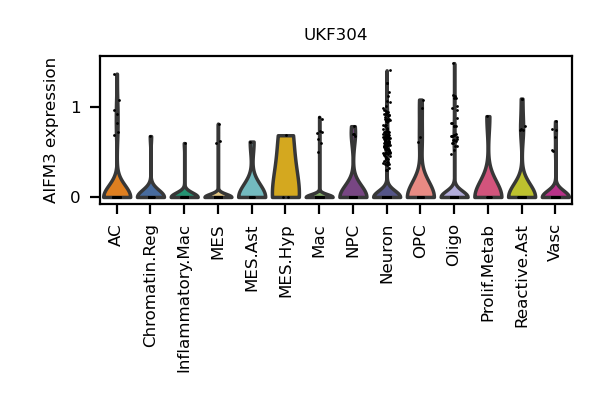 UKF304
AIFM3 expression
1
0
AC
Chromatin.Reg
Inflammatory.Mac
MES
MES.Ast
MES.Hyp
Mac
NPC
Neuron
OPC
Oligo
Prolif.Metab
Reactive.Ast
Vasc